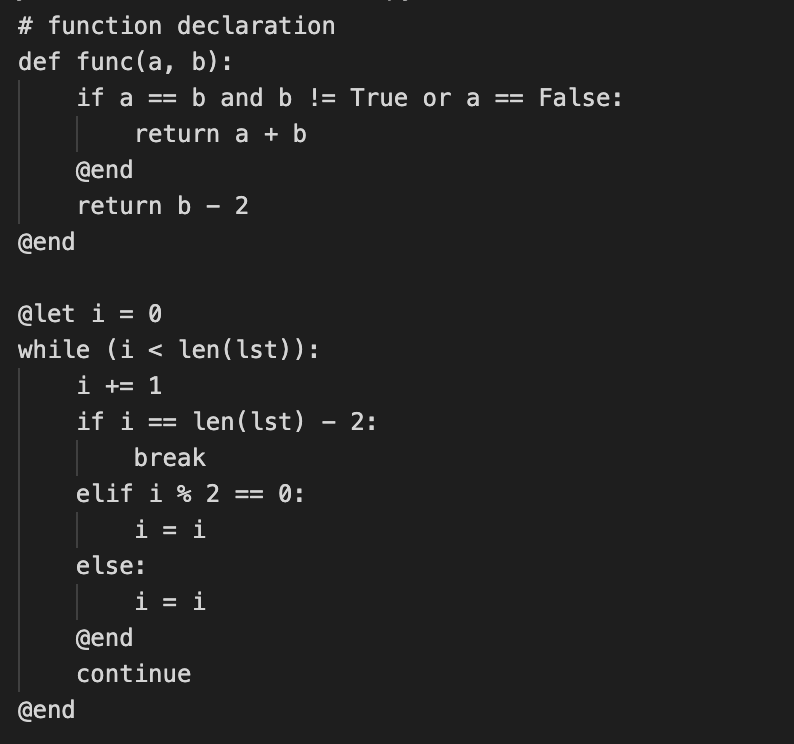 # function declaration
def func(a, b):
    if a == b and b != True or a == False:
        return a + b
    @end
    return b - 2
@end

@let i = 0
while (i < len(lst)):
    i += 1
    if i == len(lst) - 2:
        break
    elif i % 2 == 0:
        i = i
    else:
        i = i
    @end
    continue
@end